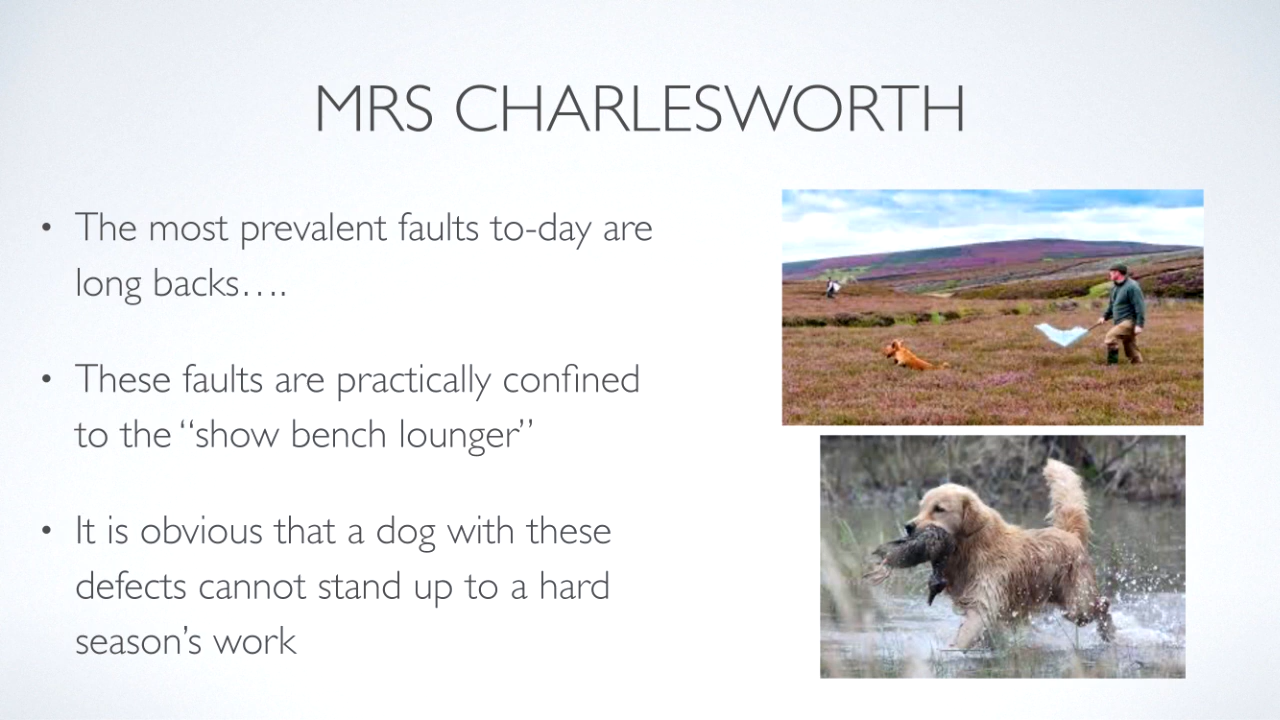 MRS CHARLESWORTH
• The most prevalent faults to-day are
long backs….
• These faults are practically confined
to the “show bench lounger”
• It is obvious that a dog with these
defects cannot stand up to a hard
season’s work